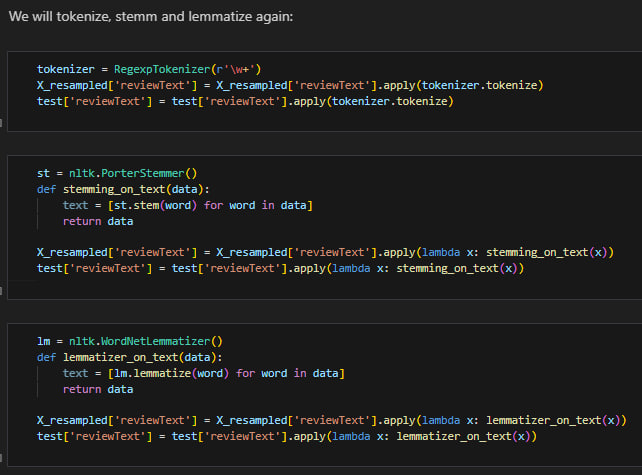 We will tokenize, stemm and lemmatize again:
tokenizer = RegexpTokenizer(r'\w+')
X_resampled['reviewText'] = X_resampled['reviewText'].apply(tokenizer.tokenize)
test['reviewText'] = test['reviewText'].apply(tokenizer.tokenize)
st = nltk.PorterStemmer()
def stemming_on_text(data):
    text = [st.stem(word) for word in data]
    return data
X_resampled['reviewText'] = X_resampled['reviewText'].apply(lambda x: stemming_on_text(x))
test['reviewText'] = test['reviewText'].apply(lambda x: stemming_on_text(x))
lm = nltk.WordNetLemmatizer()
def lemmatizer_on_text(data):
    text = [lm.lemmatize(word) for word in data]
    return data
X_resampled['reviewText'] = X_resampled['reviewText'].apply(lambda x: lemmatizer_on_text(x))
test['reviewText'] = test['reviewText'].apply(lambda x: lemmatizer_on_text(x))